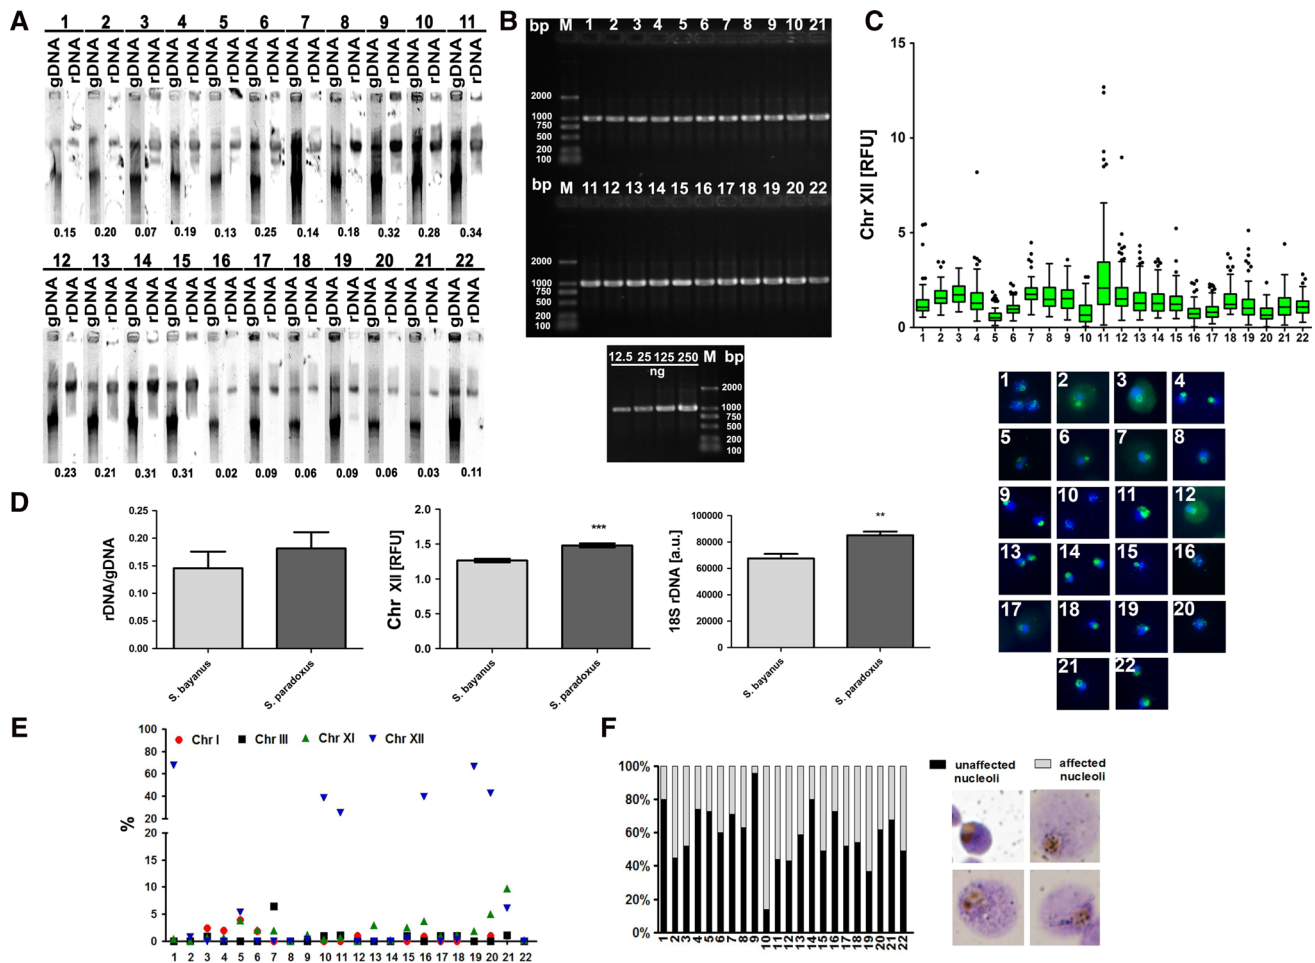 A
1 2 3 4 5 6 7 8 9 10 11
gDNA rDNA gDNA rDNA gDNA rDNA gDNA rDNA gDNA rDNA gDNA rDNA gDNA rDNA gDNA rDNA gDNA rDNA gDNA rDNA gDNA rDNA
0.15 0.20 0.07 0.19 0.13 0.25 0.14 0.18 0.32 0.28 0.34
12 13 14 15 16 17 18 19 20 21 22
gDNA rDNA gDNA rDNA gDNA rDNA gDNA rDNA gDNA rDNA gDNA rDNA gDNA rDNA gDNA rDNA gDNA rDNA gDNA rDNA gDNA rDNA
0.23 0.21 0.31 0.31 0.02 0.09 0.06 0.09 0.06 0.03 0.11
B
bp M 1 2 3 4 5 6 7 8 9 10 21
2000
1000
750
500
200
100
bp M 11 12 13 14 15 16 17 18 19 20 22
2000
1000
750
500
200
100
12.5 25 125 250 M bp
ng
2000
1000
750
500
200
100
C
Chr XII [RFU]
15
10
5
0
1 2 3 4 5 6 7 8 9 10 11 12 13 14 15 16 17 18 19 20 21 22
1 2 3 4
5 6 7 8
9 10 11 12
13 14 15 16
17 18 19 20
21 22
D
rDNA/gDNA
0.25
0.20
0.15
0.10
0.05
0.00
S. bayanus
S. paradoxus
Chr XII [RFU]
2.0
1.5
1.0
0.5
0.0
***
S. bayanus
S. paradoxus
18S rDNA [a.u.]
100000
80000
60000
40000
20000
0
**
S. bayanus
S. paradoxus
E
%
100
80
60
40
20
20
15
10
5
0
Chr I Chr III Chr XI Chr XII
1 2 3 4 5 6 7 8 9 10 11 12 13 14 15 16 17 18 19 20 21 22
F
100%
80%
60%
40%
20%
0%
1 2 3 4 5 6 7 8 9 10 11 12 13 14 15 16 17 18 19 20 21 22
unaffected nucleoli
affected nucleoli